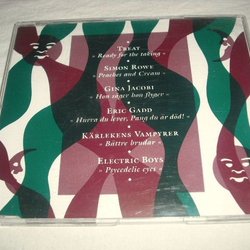 Treat
» Ready for the taking «
Simon Rowe
» Peaches and Cream «
Gina Jacobi
» Hon säger hon flyger «
Eric Gadd
» Hurra du lever, Pang du är död! «
Kärlekens Vampyrer
» Bättre brudar «
Electric Boys
» Psycedelic eyes «